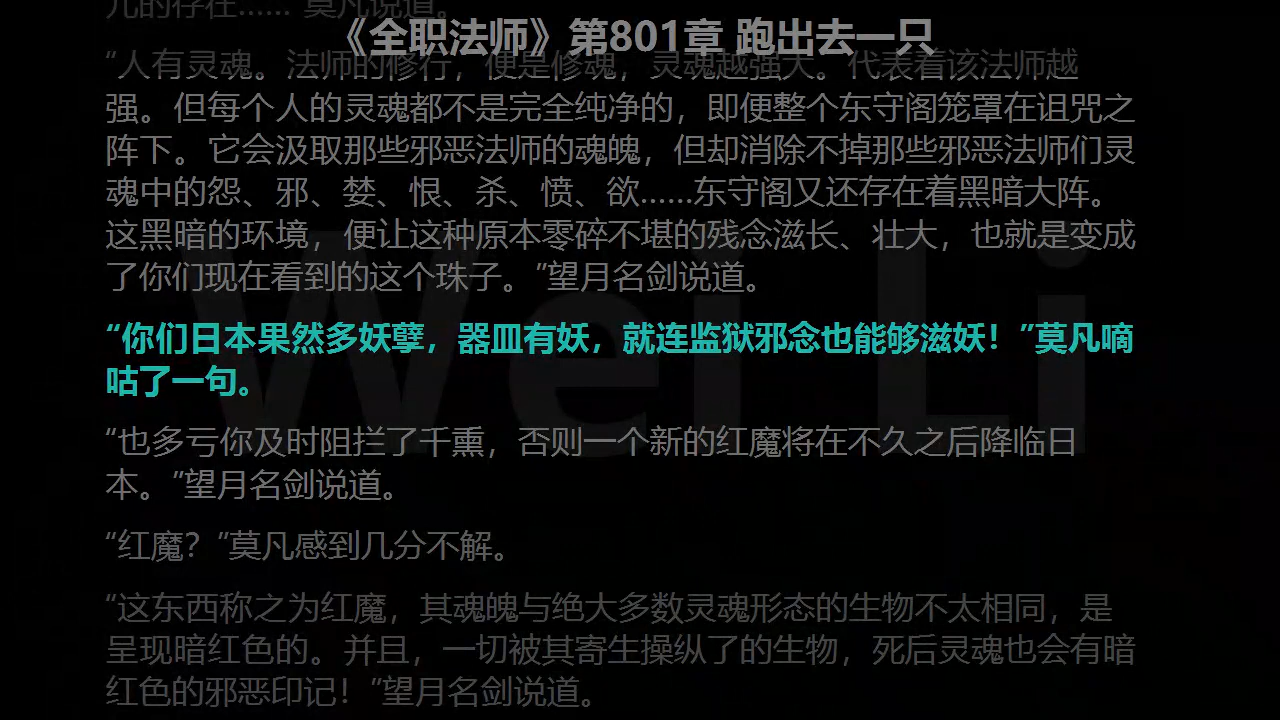 儿的存在……”莫凡说道。
《全职法师》第801章 跑出去一只
“人有灵魂。法师的修行，便是修魂，灵魂越强大。代表着该法师越
强。但每个人的灵魂都不是完全纯净的，即便整个东守阁笼罩在诅咒之
阵下。它会汲取那些邪恶法师的魂魄，但却消除不掉那些邪恶法师们灵
魂中的怨、邪、婪、恨、杀、愤、欲……东守阁又还存在着黑暗大阵。
这黑暗的环境，便让这种原本零碎不堪的残念滋长、壮大，也就是变成
了你们现在看到的这个珠子。”望月名剑说道。
“你们日本果然多妖孽，器皿有妖，就连监狱邪念也能够滋妖！”莫凡嘀
咕了一句。
“也多亏你及时阻拦了千熏，否则一个新的红魔将在不久之后降临日
本。”望月名剑说道。
“红魔？”莫凡感到几分不解。
“这东西称之为红魔，其魂魄与绝大多数灵魂形态的生物不太相同，是
呈现暗红色的。并且，一切被其寄生操纵了的生物，死后灵魂也会有暗
红色的邪恶印记！”望月名剑说道。
Wei Li